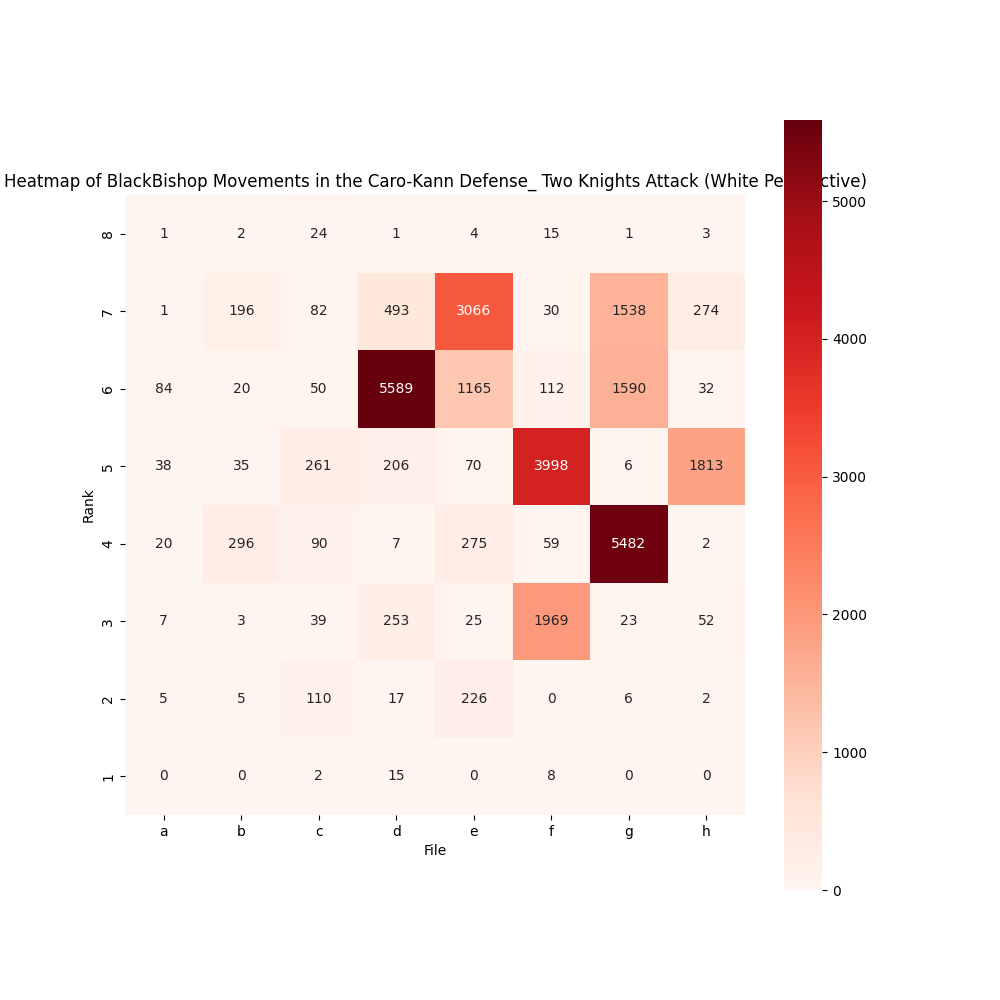 Heatmap of BlackBishop Movements in the Caro-Kann Defense_ Two Knights Attack (White Pe ctive)
8 1 2 24 1 4 15 1 3
7 1 196 82 493 3066 30 1538 274
6 84 20 50 5589 1165 112 1590 32
5 38 35 261 206 70 3998 6 1813
4 20 296 90 7 275 59 5482 2
3 7 3 39 253 25 1969 23 52
2 5 5 110 17 226 0 6 2
1 0 0 2 15 0 8 0 0
a b c d e f g h
File
Rank
5000
4000
3000
2000
1000
0